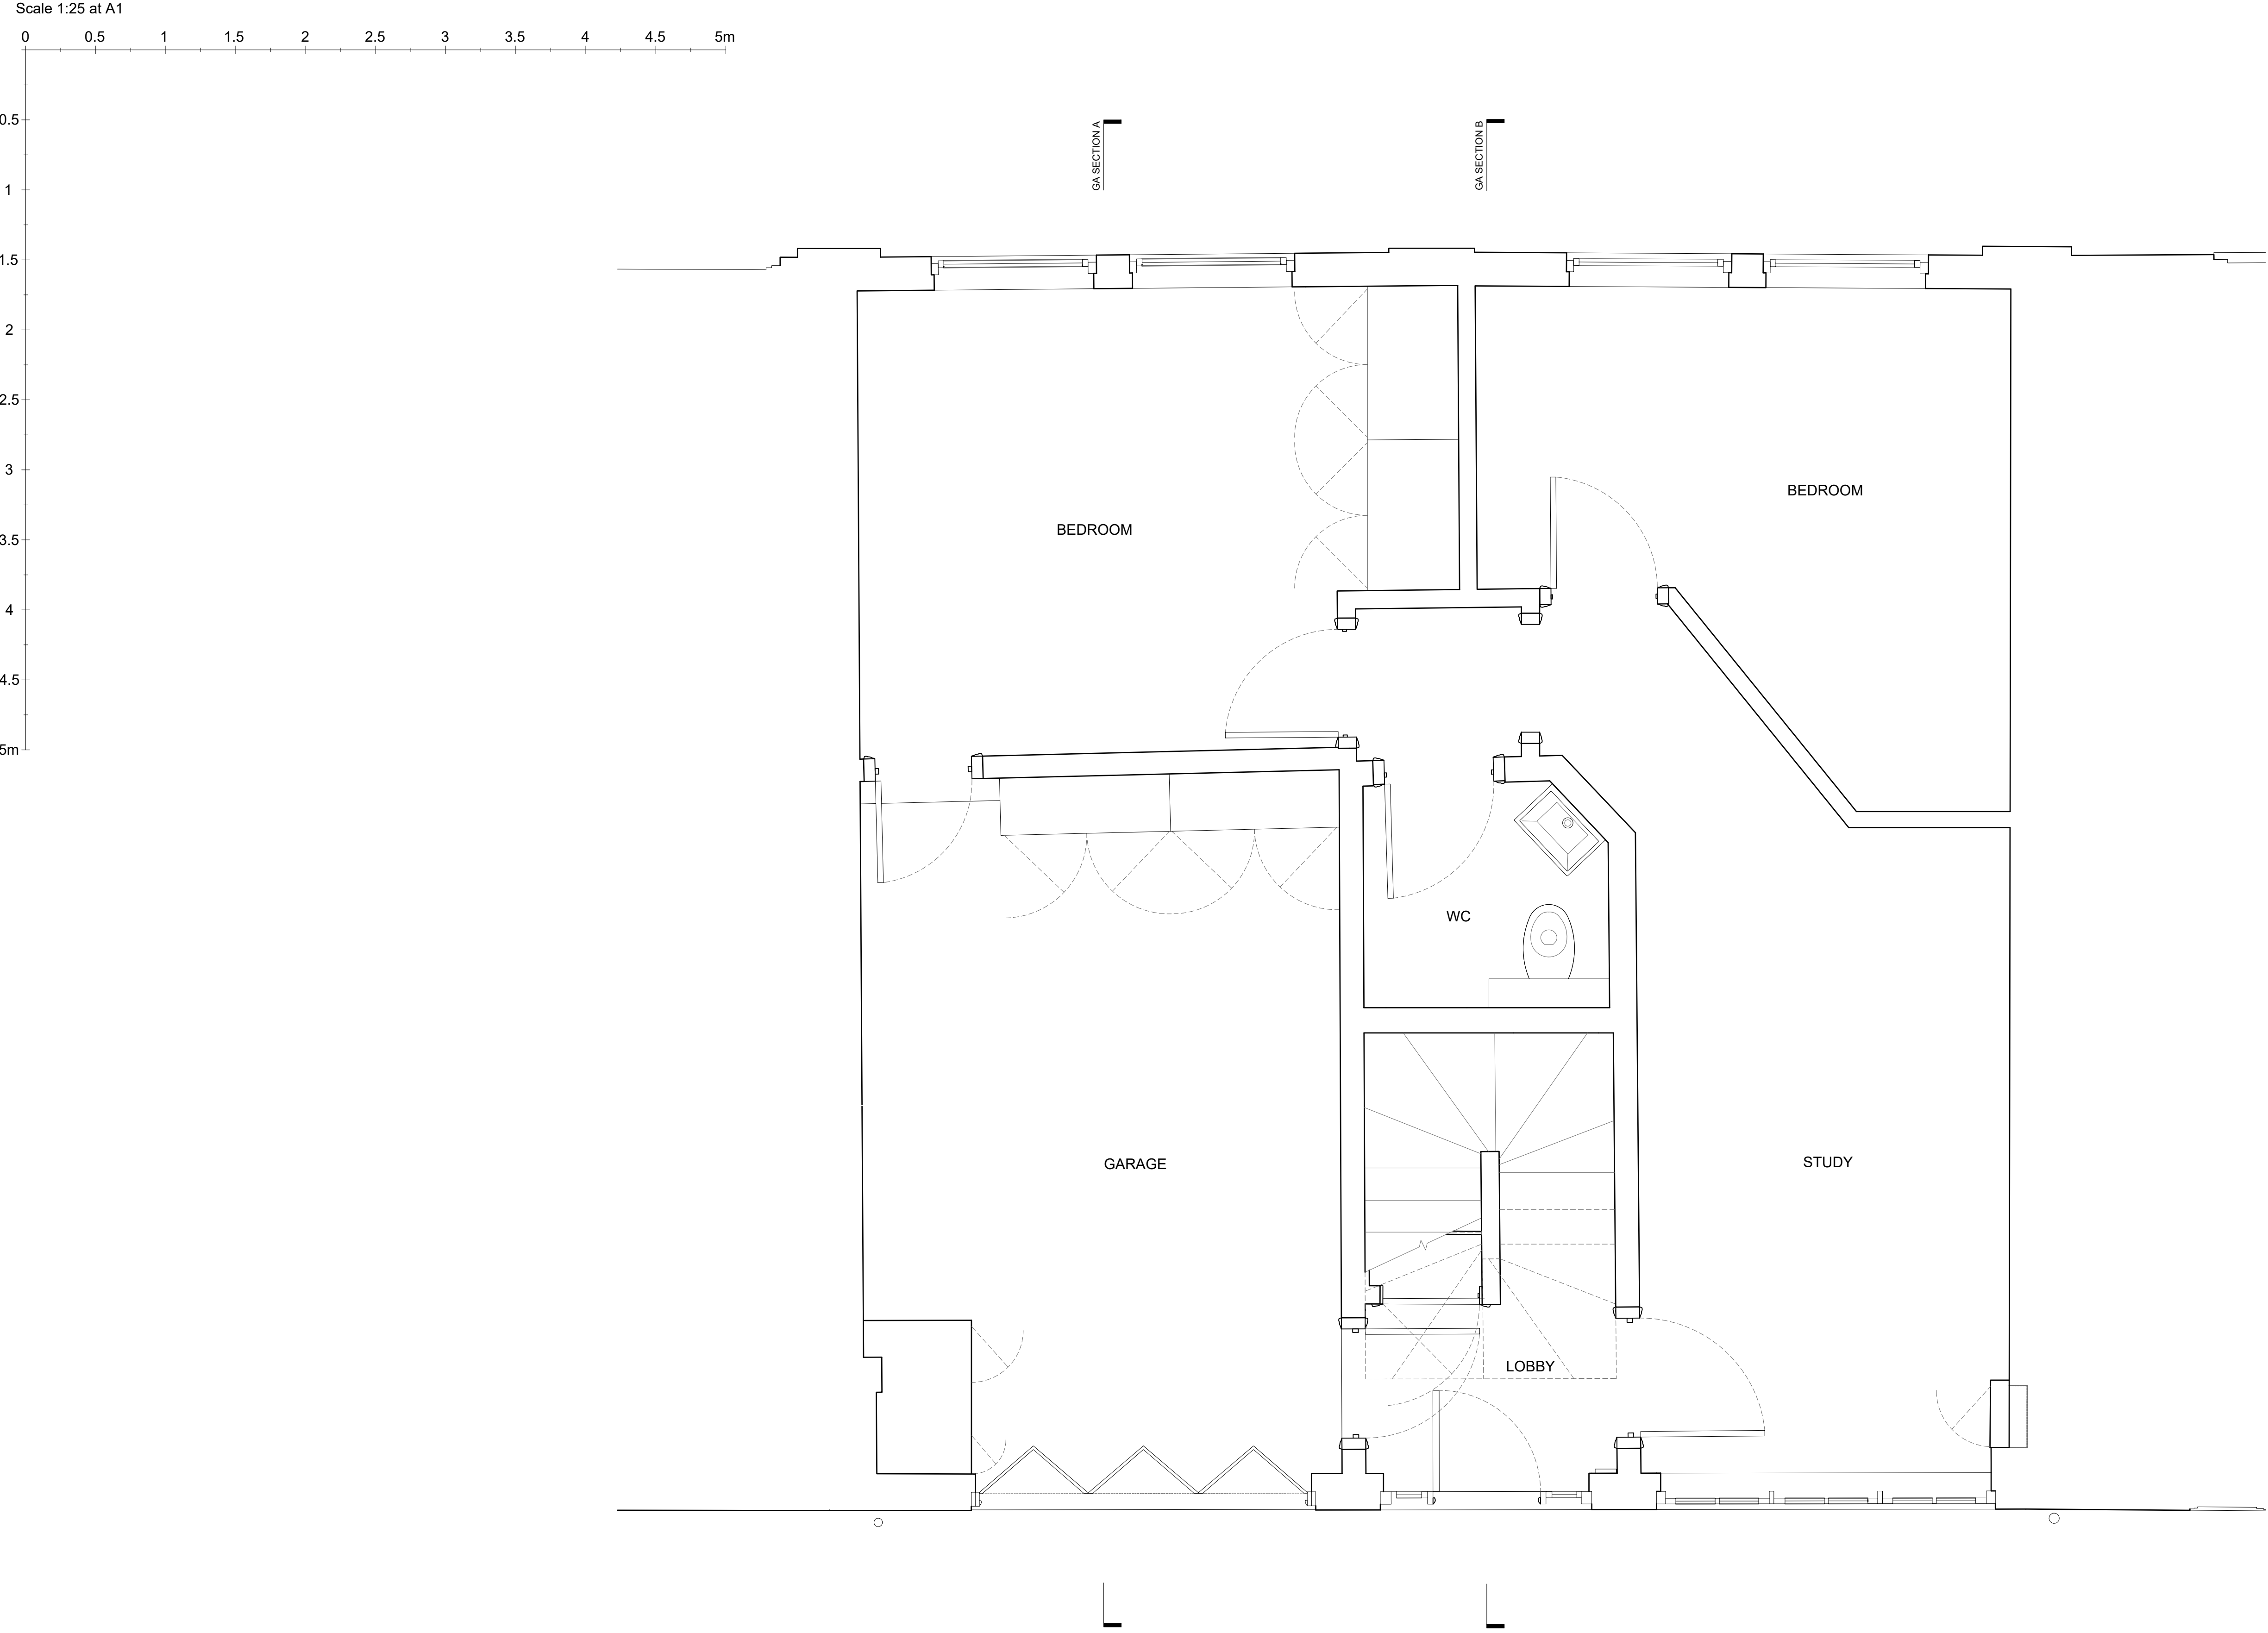 Scale 1:25 at A1
0 0.5 1 1.5 2 2.5 3 3.5 4 4.5 5m
0.5
1
1.5
2
2.5
3
3.5
4
4.5
5m
GA SECTION A
GA SECTION B
BEDROOM
BEDROOM
WC
GARAGE
STUDY
LOBBY